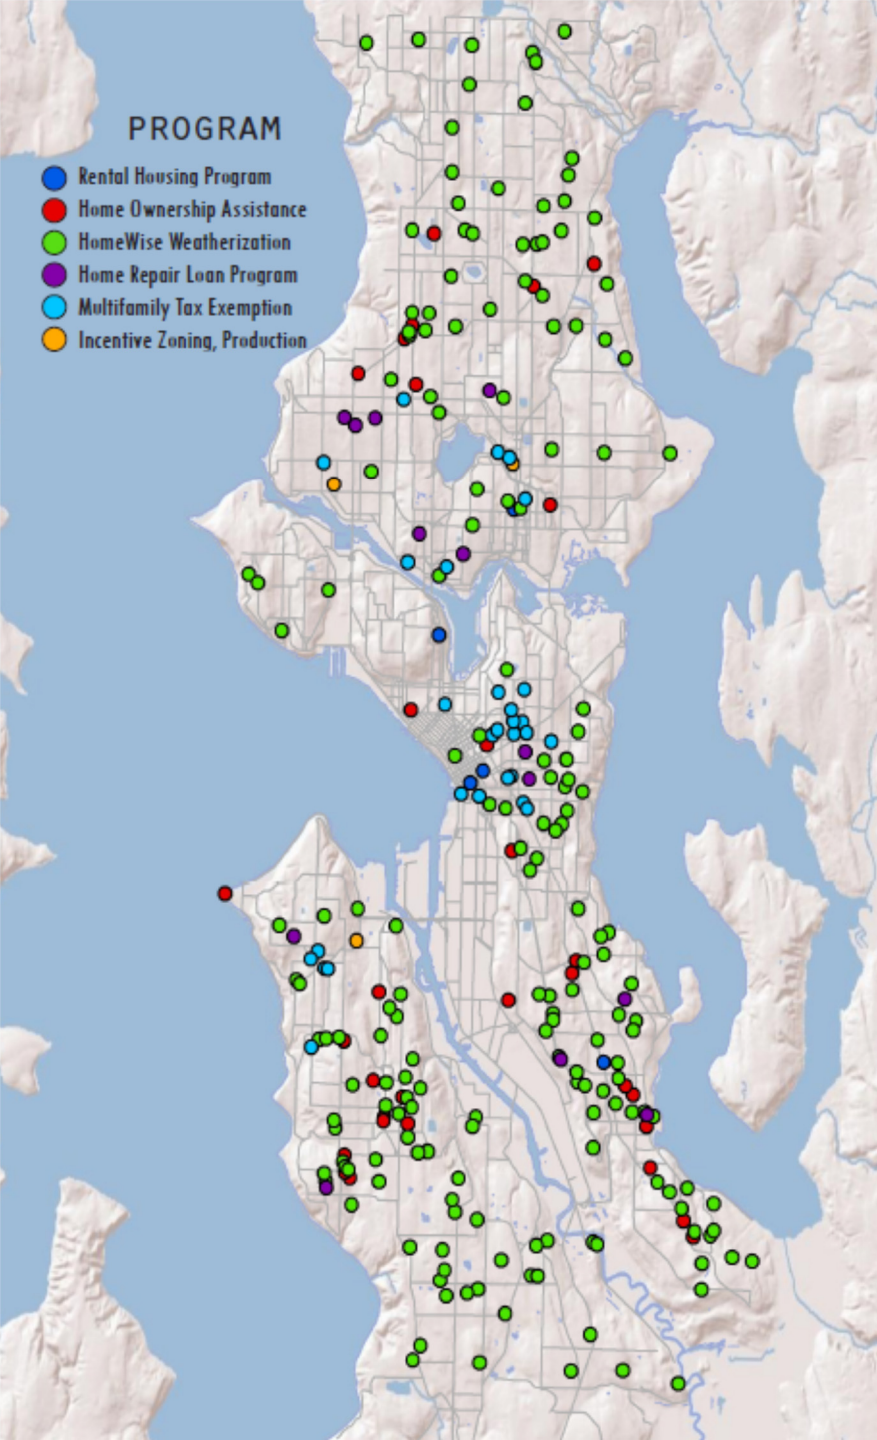 PROGRAM
Rental Housing Program
Home Ownership Assistance
HomeWise Weatherization
Home Repair Loan Program
Multifamily Tax Exemption
Incentive Zoning, Production